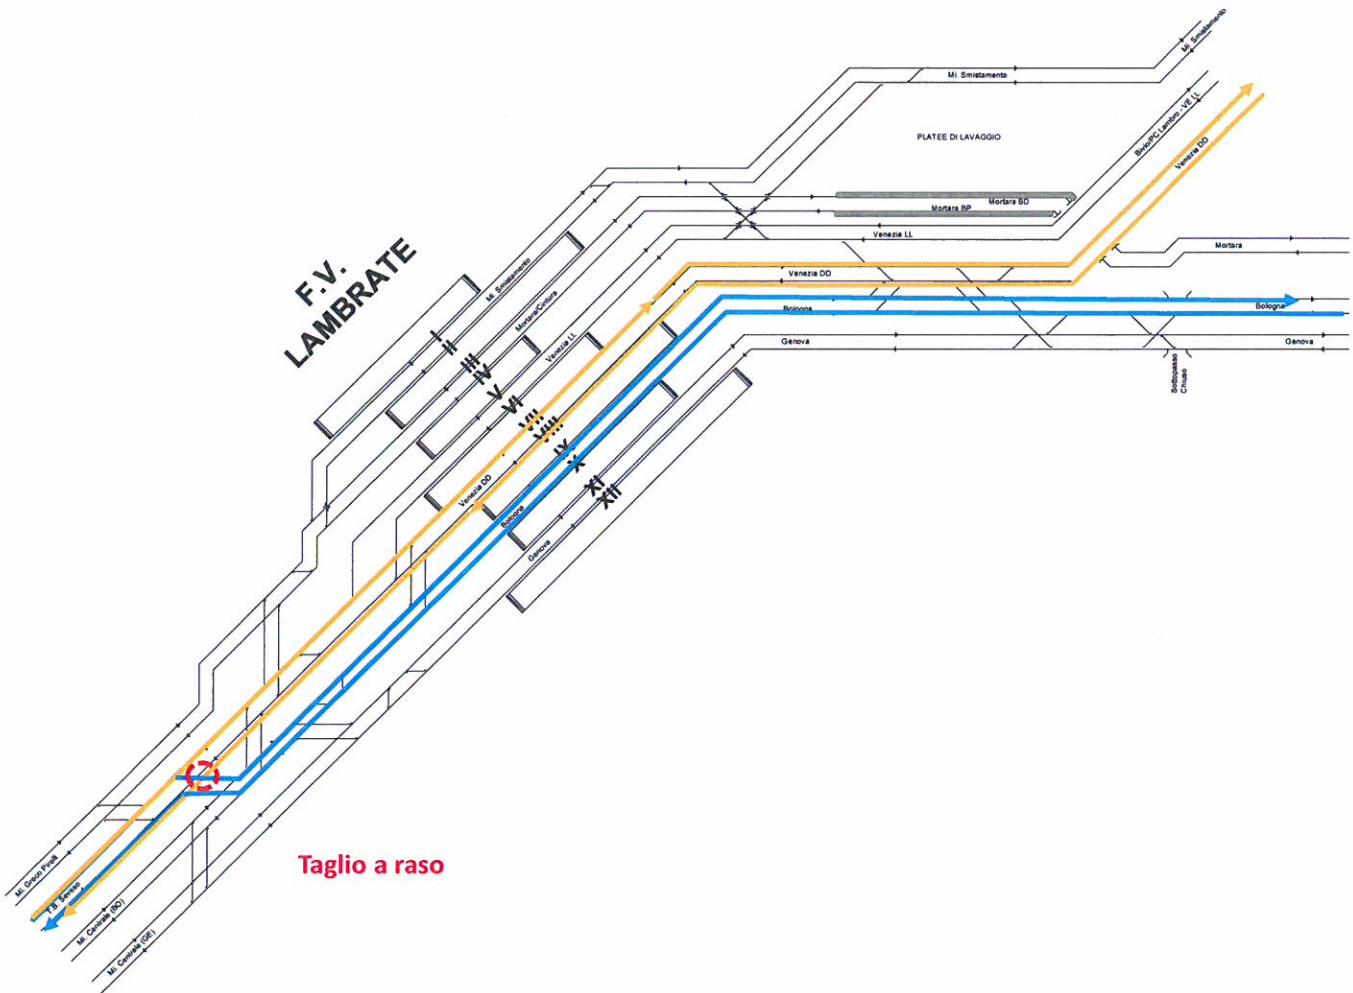 Mi. Smistamento
Mi. Smistamento
PLATEE DI LAVAGGIO
Bivio/PC Lambro - VE LL
Venezia DD
Mortara BD
Mortara BP
Venezia LL
Mortara
Venezia DD
Bologna
Bologna
Genova
Genova
Sottopasso
Chiuso
F.V.
LAMBRATE
Mi. Smistamento
Mortara/Cintura
Venezia LL
I
II
III
IV
V
VI
VII
VIII
IX
X
XI
XII
Venezia DD
Bologna
Genova
Taglio a raso
Mi. Greco Pirelli
T.B. Seveso
Mi. Centrale (BO)
Mi. Centrale (GE)